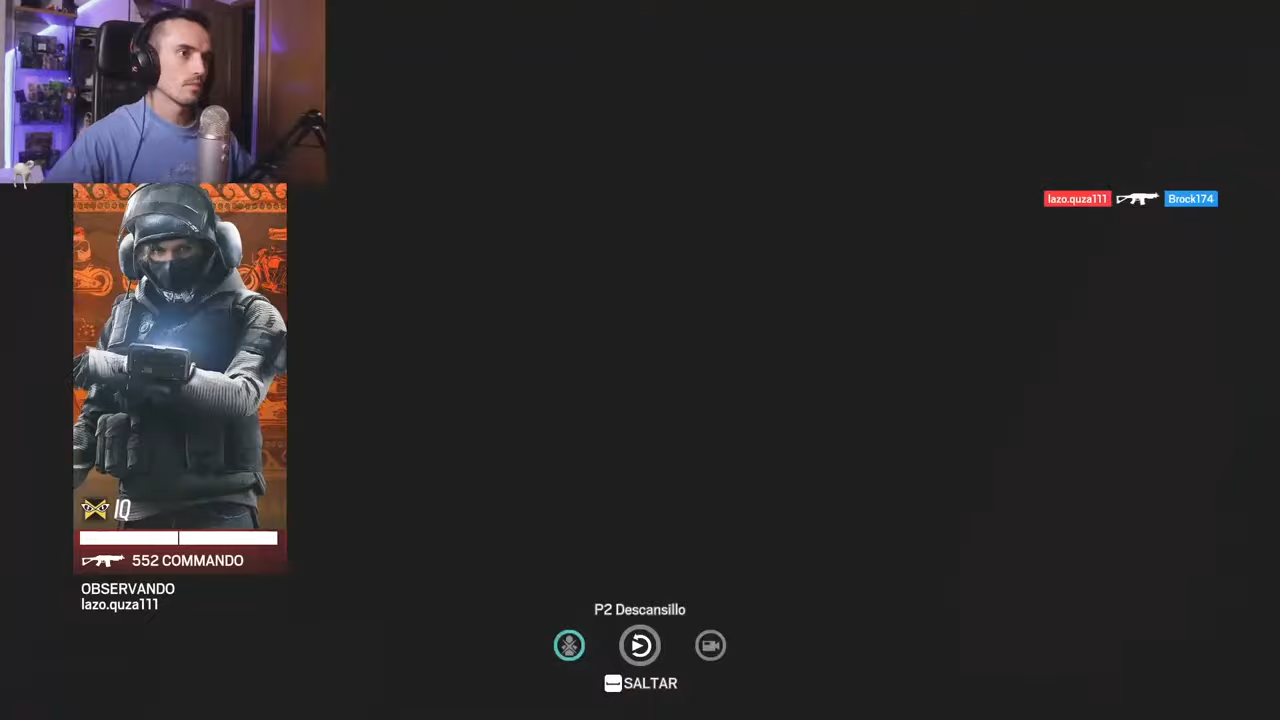 lazo.quza111 Brock174
IQ
552 COMMANDO
OBSERVANDO
lazo.quza111
P2 Descansillo
SALTAR